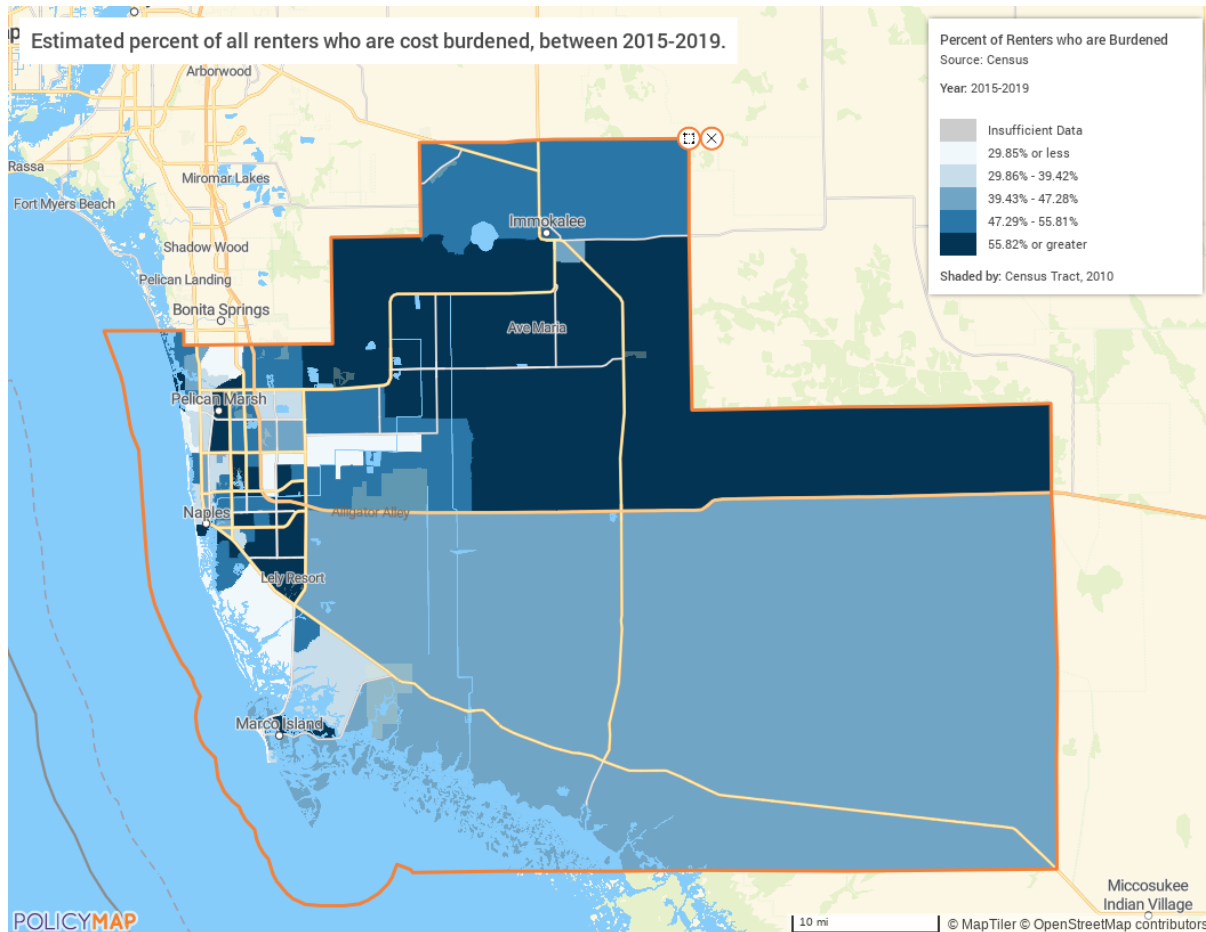 Estimated percent of all renters who are cost burdened, between 2015-2019.
Percent of Renters who are Burdened
Source: Census
Year: 2015-2019
Insufficient Data
29.85% or less
29.86% - 39.42%
39.43% - 47.28%
47.29% - 55.81%
55.82% or greater
Shaded by: Census Tract, 2010
Arborwood
Rassa
Miromar Lakes
Fort Myers Beach
Immokalee
Shadow Wood
Pelican Landing
Bonita Springs
Ave Maria
Pelican Marsh
Naples
Alligator Alley
Lely Resort
Marco Island
Miccosukee
Indian Village
POLICYMAP
10 mi
© MapTiler © OpenStreetMap contributors